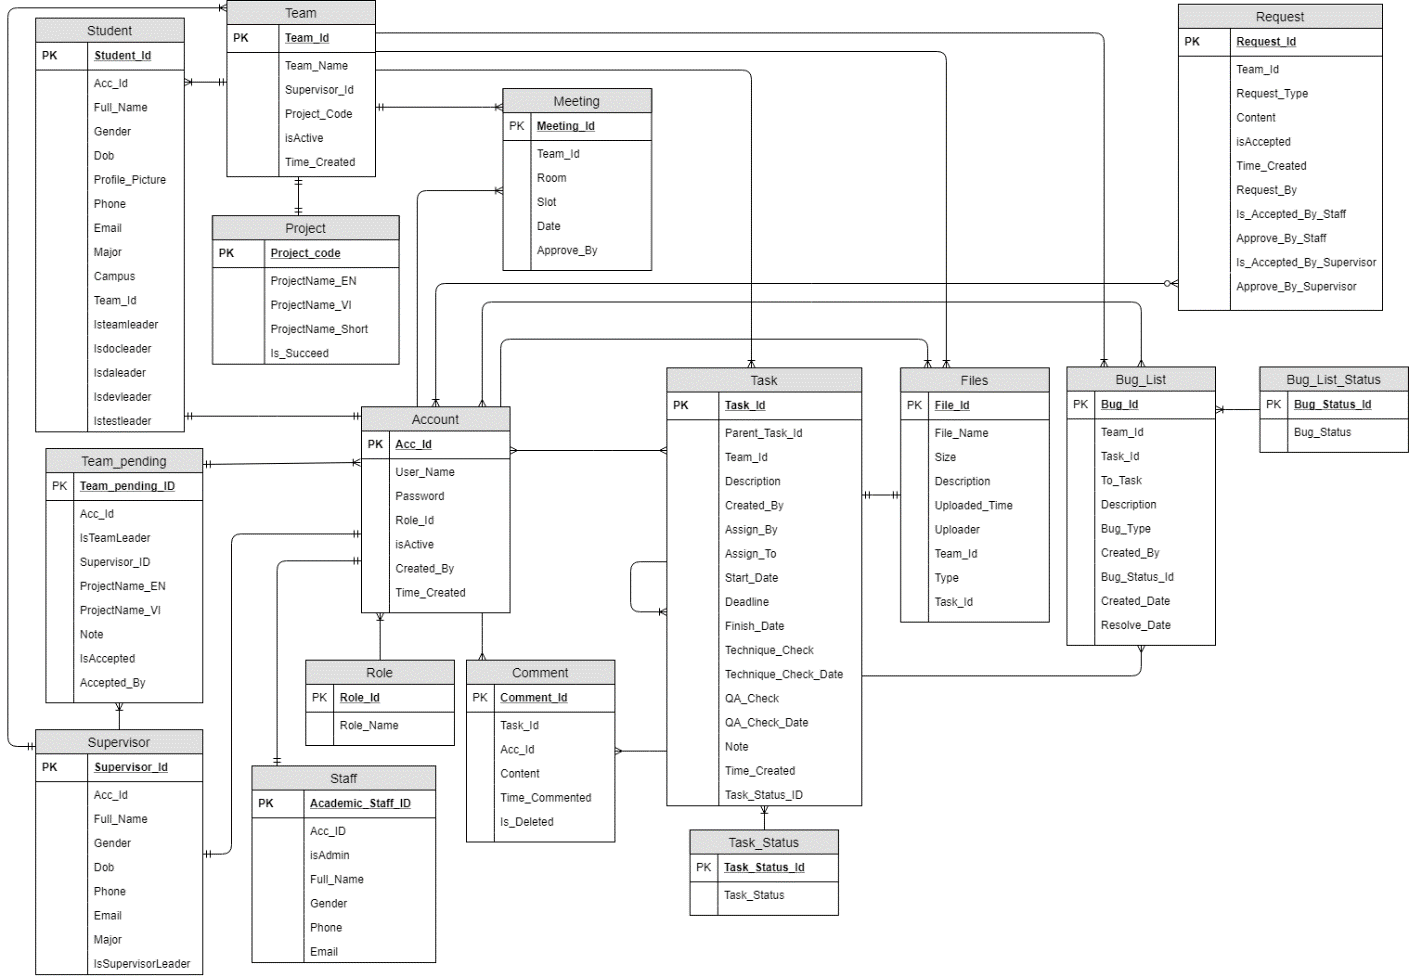 Team
PK Team_Id
Team_Name
Supervisor_Id
Project_Code
isActive
Time_Created
Student
PK Student_Id
Acc_Id
Full_Name
Gender
Dob
Profile_Picture
Phone
Email
Major
Campus
Team_Id
Isteamleader
Isdocleader
Isdaleader
Isdevleader
Istestleader
Request
PK Request_Id
Team_Id
Request_Type
Content
isAccepted
Time_Created
Request_By
Is_Accepted_By_Staff
Approve_By_Staff
Is_Accepted_By_Supervisor
Approve_By_Supervisor
Meeting
PK Meeting_Id
Team_Id
Room
Slot
Date
Approve_By
Project
PK Project_code
ProjectName_EN
ProjectName_VI
ProjectName_Short
Is_Succeed
Account
PK Acc_Id
User_Name
Password
Role_Id
isActive
Created_By
Time_Created
Task
PK Task_Id
Parent_Task_Id
Team_Id
Description
Created_By
Assign_By
Assign_To
Start_Date
Deadline
Finish_Date
Technique_Check
Technique_Check_Date
QA_Check
QA_Check_Date
Note
Time_Created
Task_Status_ID
Files
PK File_Id
File_Name
Size
Description
Uploaded_Time
Uploader
Team_Id
Type
Task_Id
Bug_List
PK Bug_Id
Team_Id
Task_Id
To_Task
Description
Bug_Type
Created_By
Bug_Status_Id
Created_Date
Resolve_Date
Bug_List_Status
PK Bug_Status_Id
Bug_Status
Team_pending
PK Team_pending_ID
Acc_Id
IsTeamLeader
Supervisor_ID
ProjectName_EN
ProjectName_VI
Note
IsAccepted
Accepted_By
Role
PK Role_Id
Role_Name
Comment
PK Comment_Id
Task_Id
Acc_Id
Content
Time_Commented
Is_Deleted
Supervisor
PK Supervisor_Id
Acc_Id
Full_Name
Gender
Dob
Phone
Email
Major
IsSupervisorLeader
Staff
PK Academic_Staff_ID
Acc_ID
isAdmin
Full_Name
Gender
Phone
Email
Task_Status
PK Task_Status_Id
Task_Status